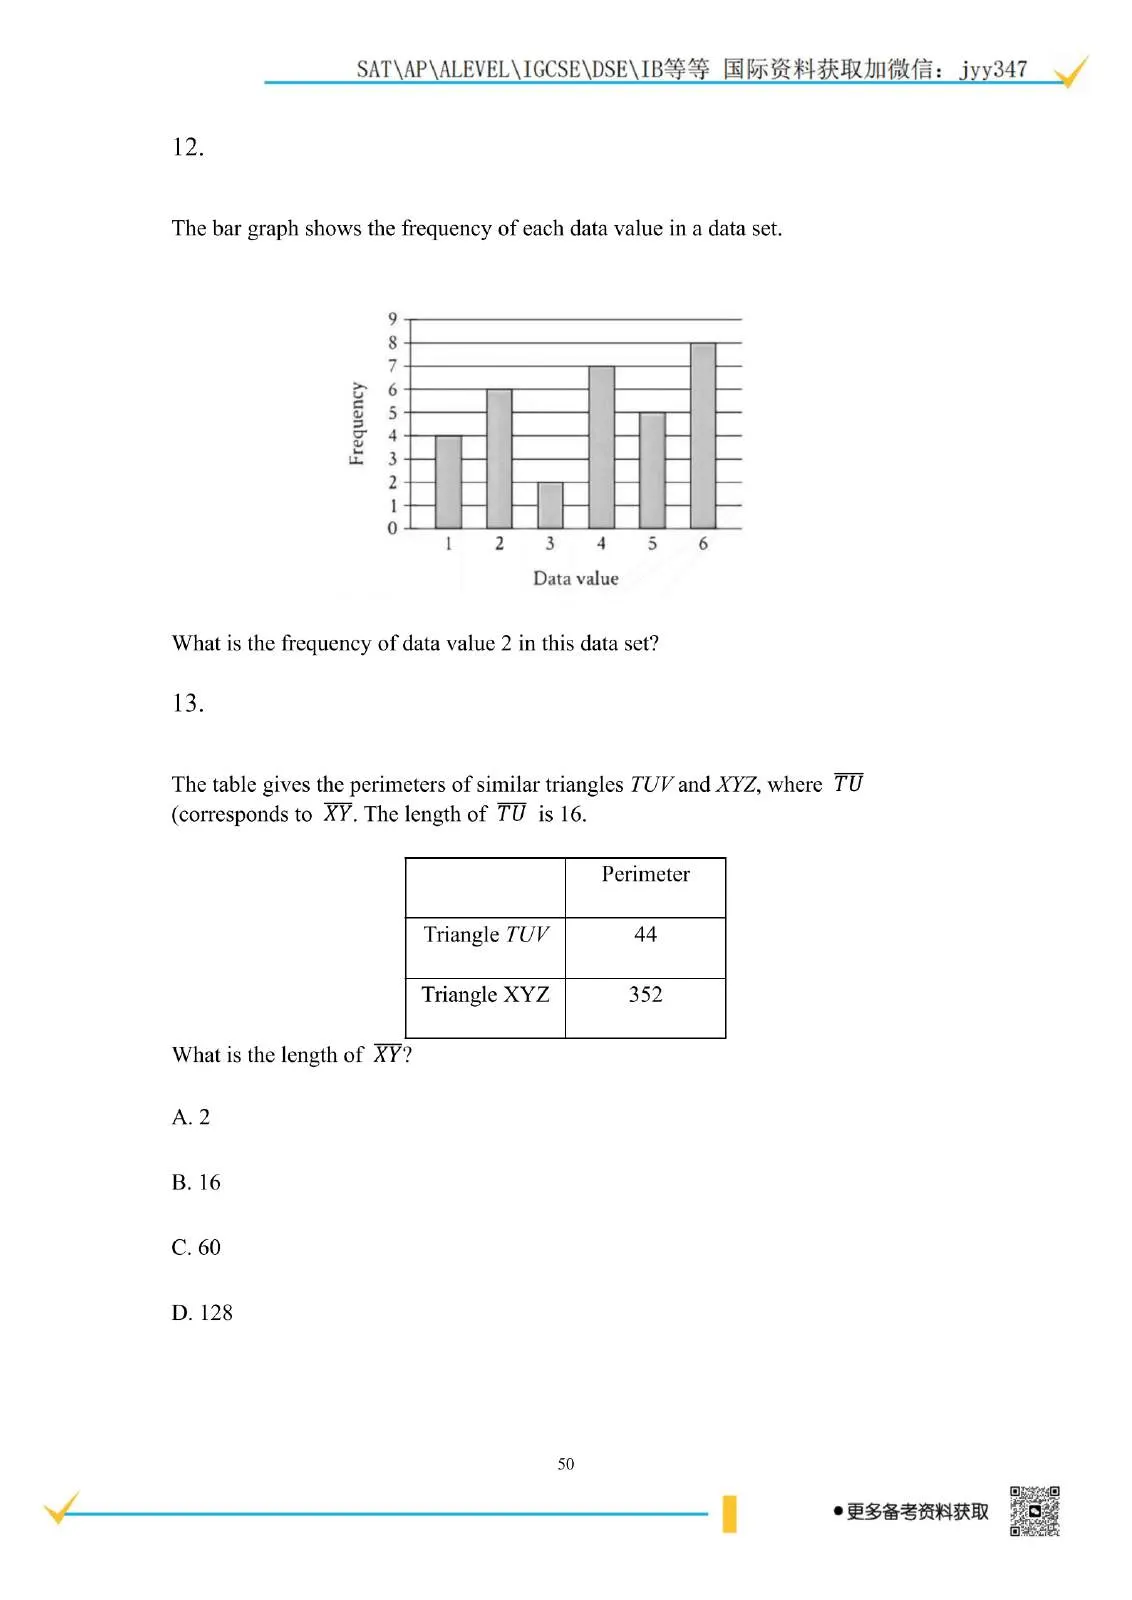 SAT\AP\ALEVEL\IGCSE\DSE\IB等等 国际资料获取加微信：jyy347
12.
The bar graph shows the frequency of each data value in a data set.
9
8
7
6
5
4
3
2
1
0
Frequency
1 2 3 4 5 6
Data value
What is the frequency of data value 2 in this data set?
13.
The table gives the perimeters of similar triangles TUV and XYZ, where TU
(corresponds to XY. The length of TU is 16.
Perimeter
Triangle TUV 44
Triangle XYZ 352
What is the length of XY?
A. 2
B. 16
C. 60
D. 128
50
●更多备考资料获取